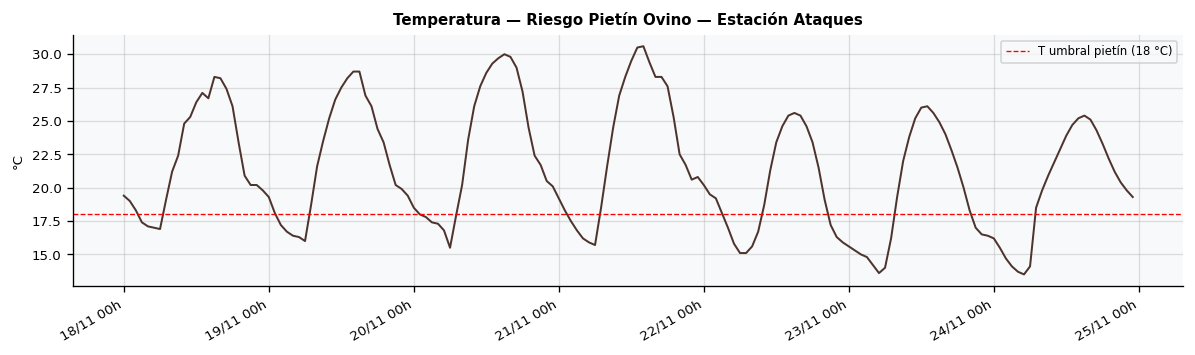 Temperatura — Riesgo Pietín Ovino — Estación Ataques
T umbral pietín (18 °C)
°C
30.0
27.5
25.0
22.5
20.0
17.5
15.0
18/11 00h
19/11 00h
20/11 00h
21/11 00h
22/11 00h
23/11 00h
24/11 00h
25/11 00h